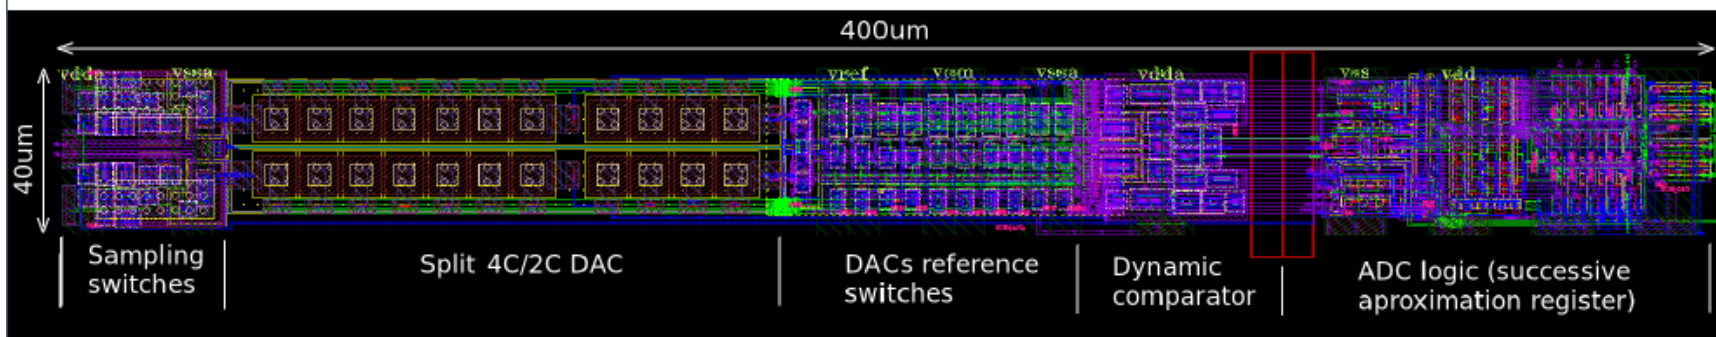 400um
40um
vdda vssa vref vcm vssa vdda vss vdd
Sampling
switches
Split 4C/2C DAC
DACs reference
switches
Dynamic
comparator
ADC logic (successive
aproximation register)